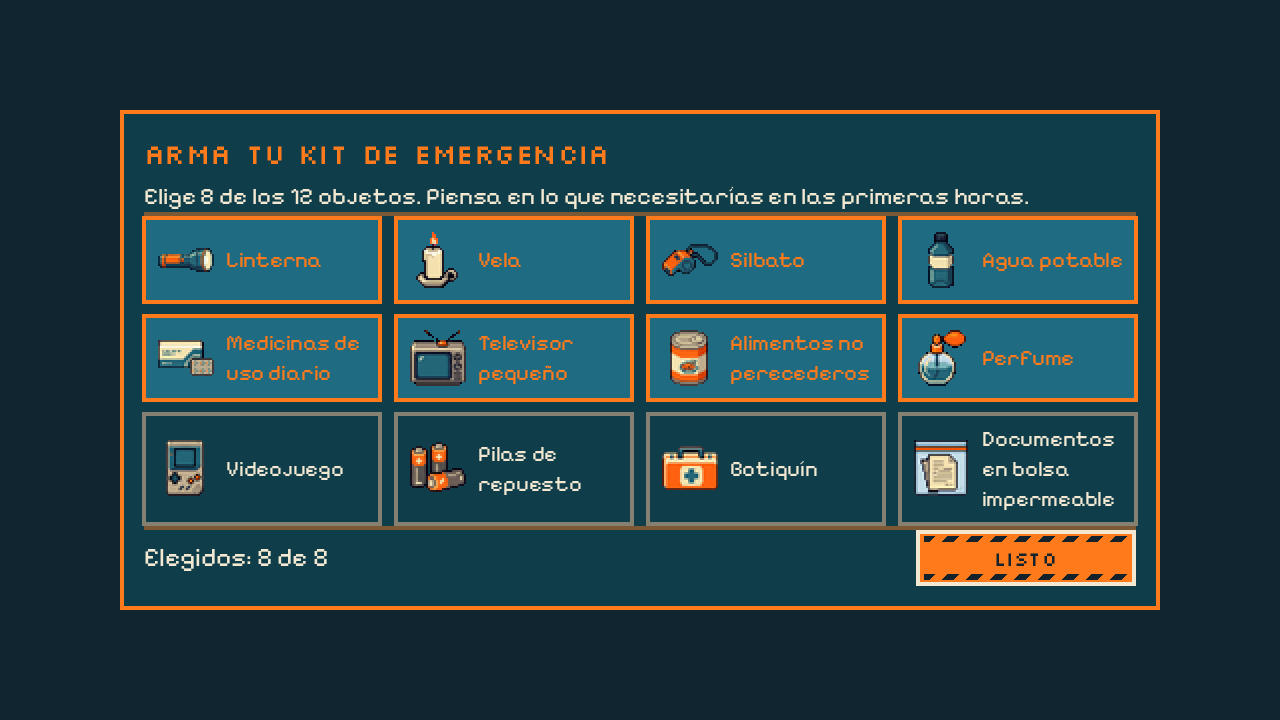 ARMA TU KIT DE EMERGENCIA
Elige 8 de los 12 objetos. Piensa en lo que necesitarías en las primeras horas.
Linterna
Vela
Silbato
Agua potable
Medicinas de
uso diario
Televisor
pequeño
Alimentos no
perecederos
Perfume
Videojuego
Pilas de
repuesto
Botiquín
Documentos
en bolsa
impermeable
Elegidos: 8 de 8
LISTO